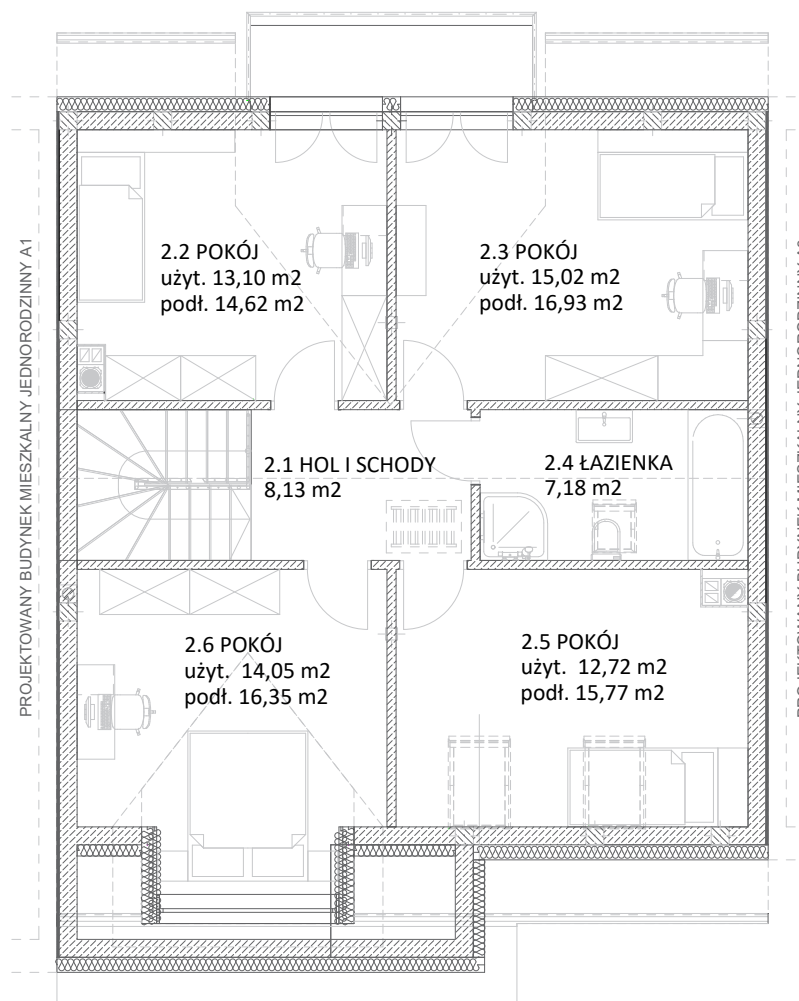 2.2 POKÓJ
użyt. 13,10 m2
podł. 14,62 m2
2.3 POKÓJ
użyt. 15,02 m2
podł. 16,93 m2
PROJEKTOWANY BUDYNEK MIESZKALNY JEDNORODZINNY A1
2.1 HOL I SCHODY
8,13 m2
2.4 ŁAZIENKA
7,18 m2
2.6 POKÓJ
użyt. 14,05 m2
podł. 16,35 m2
2.5 POKÓJ
użyt. 12,72 m2
podł. 15,77 m2